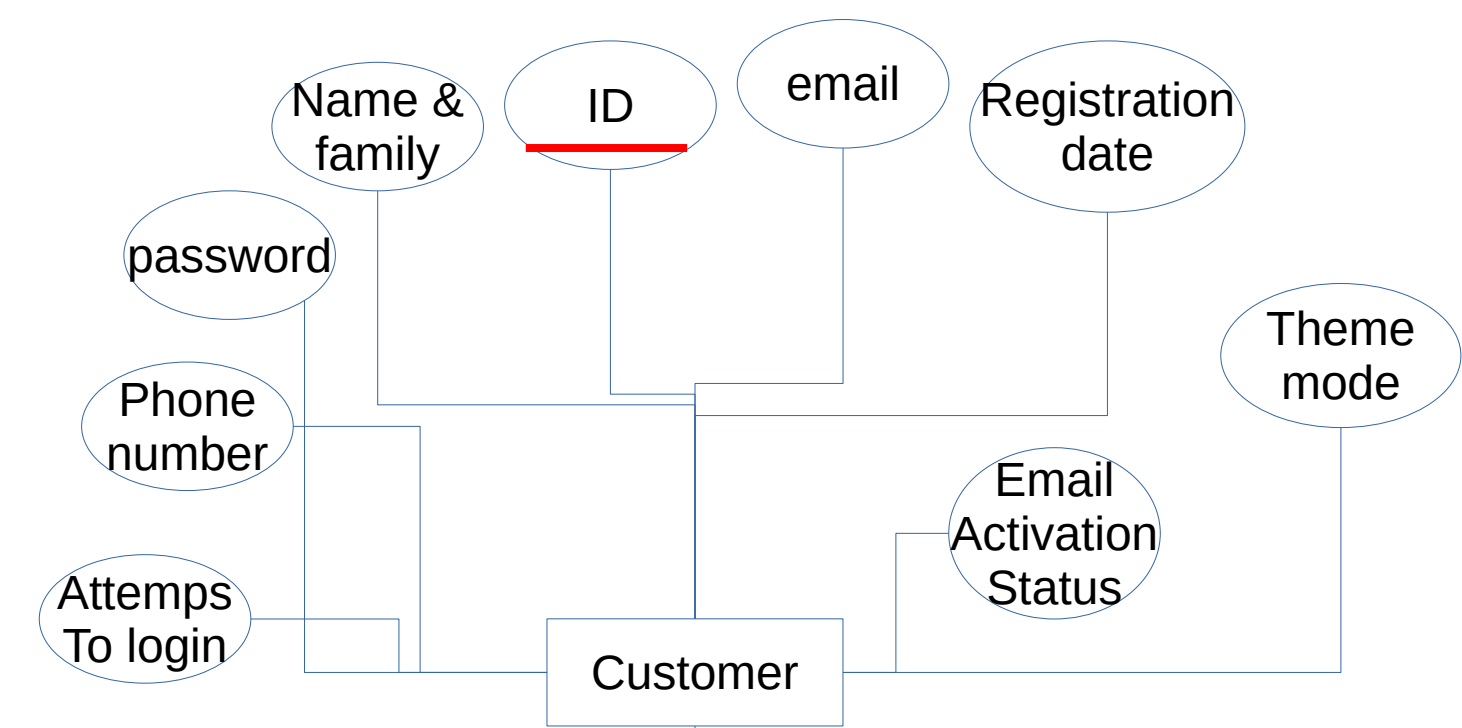 email
ID
Name &
family
Registration
date
password
Theme
mode
Phone
number
Email
Activation
Status
Attemps
To login
Customer